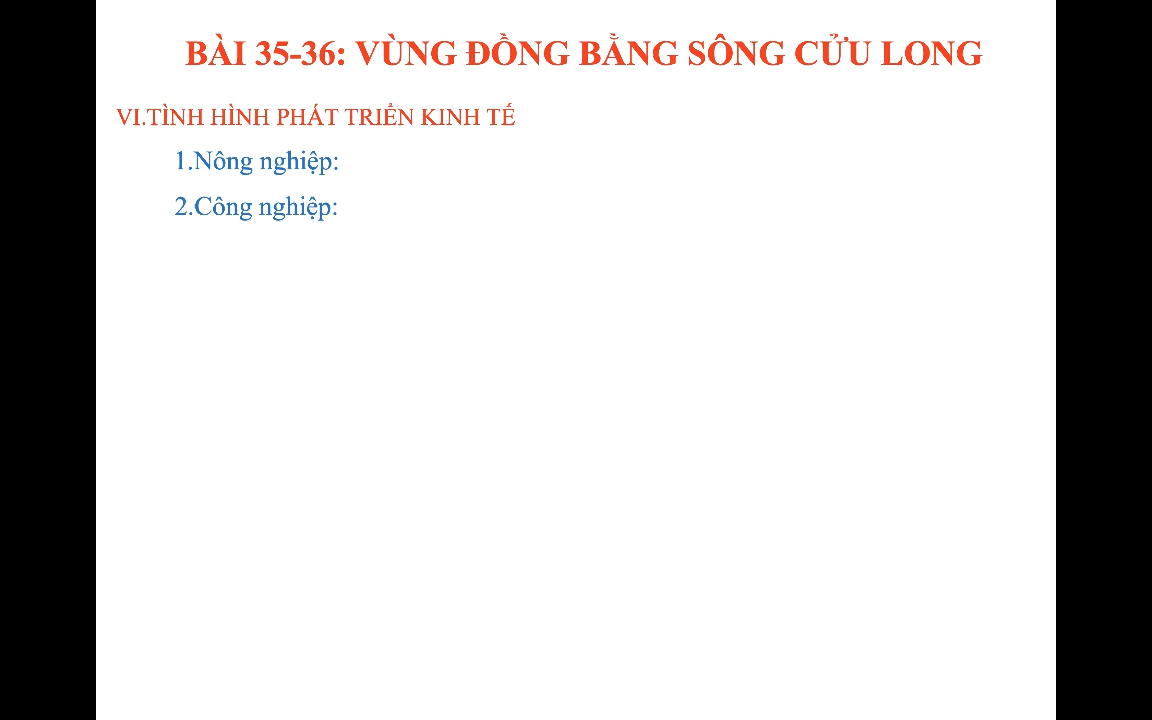 BÀI 35-36: VÙNG ĐỒNG BẰNG SÔNG CỬU LONG
VI.TÌNH HÌNH PHÁT TRIỂN KINH TẾ
1.Nông nghiệp:
2.Công nghiệp: